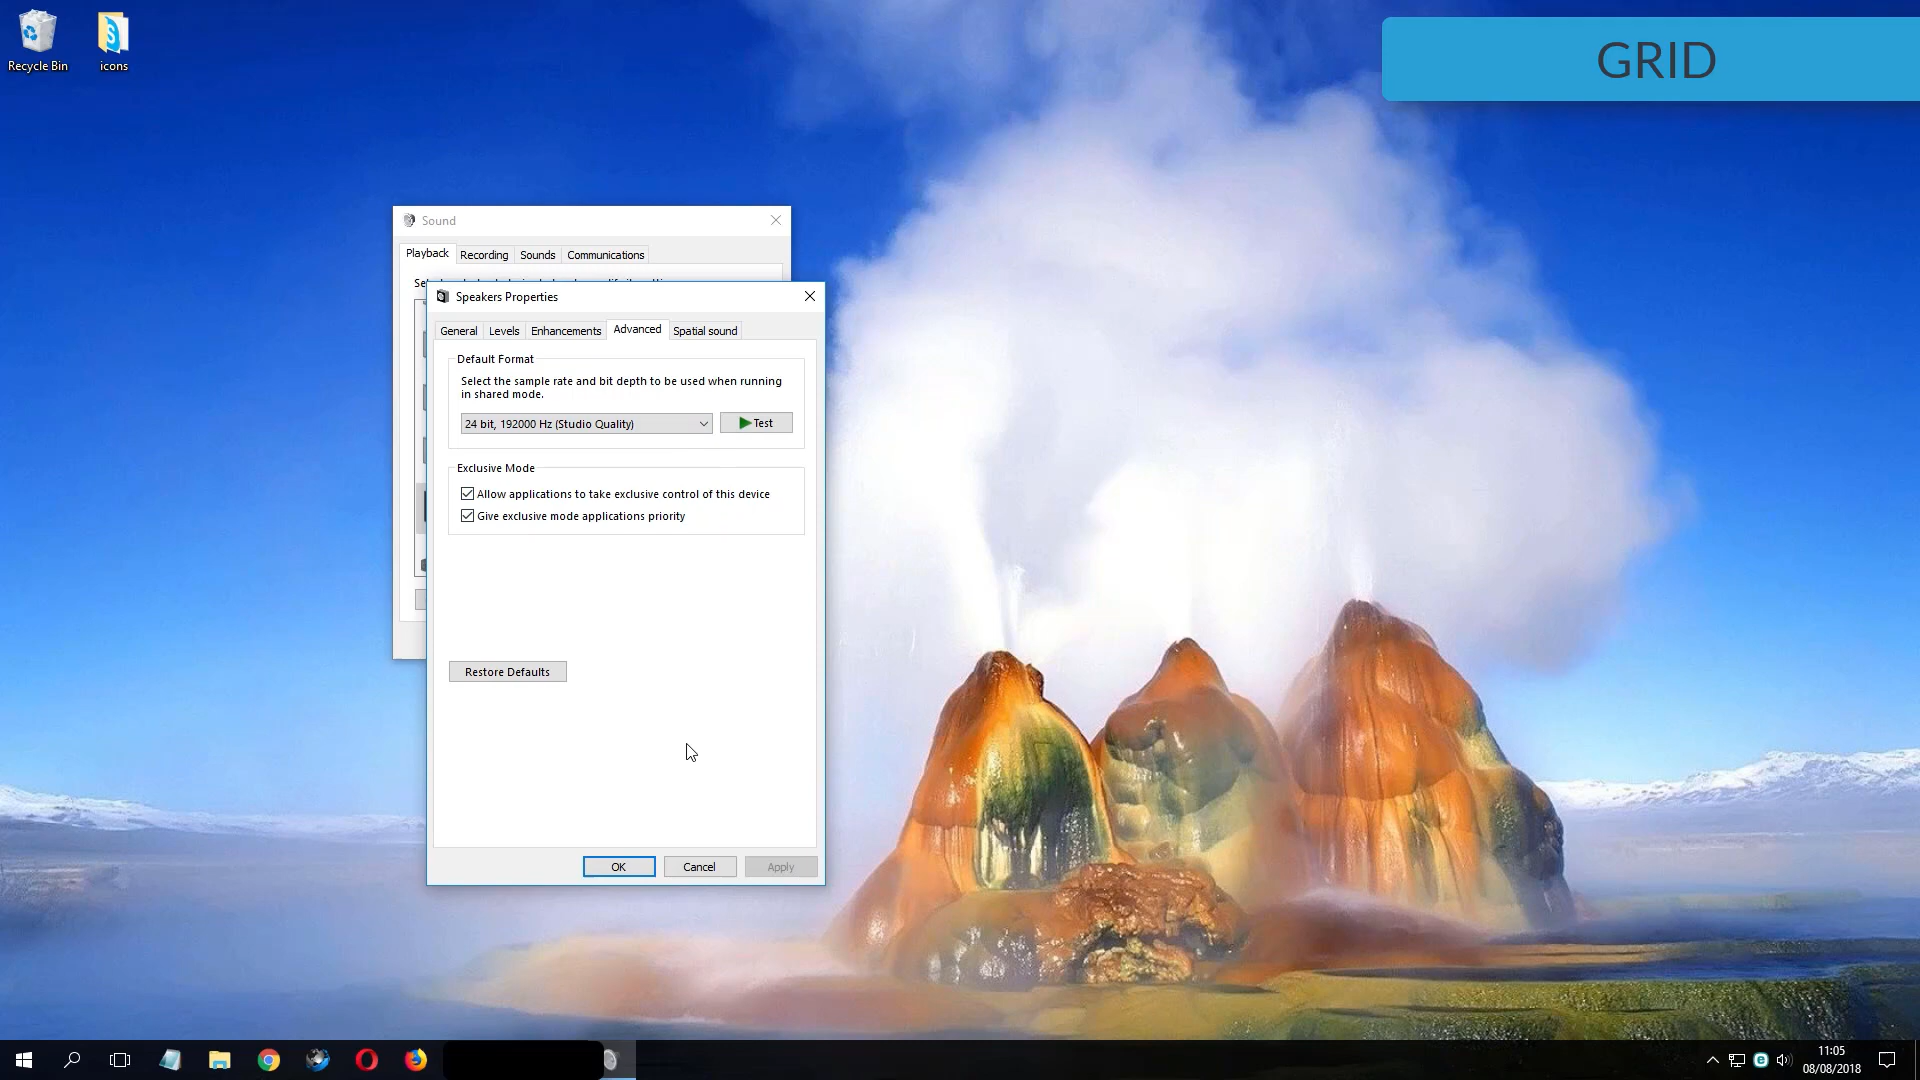 Recycle Bin
icons
GRID
Sound
Playback
Recording
Sounds
Communications
Speakers Properties
General
Levels
Enhancements
Advanced
Spatial sound
Default Format
Select the sample rate and bit depth to be used when running
in shared mode.
24 bit, 192000 Hz (Studio Quality)
Test
Exclusive Mode
Allow applications to take exclusive control of this device
Give exclusive mode applications priority
Restore Defaults
OK
Cancel
Apply
11:05
08/08/2018